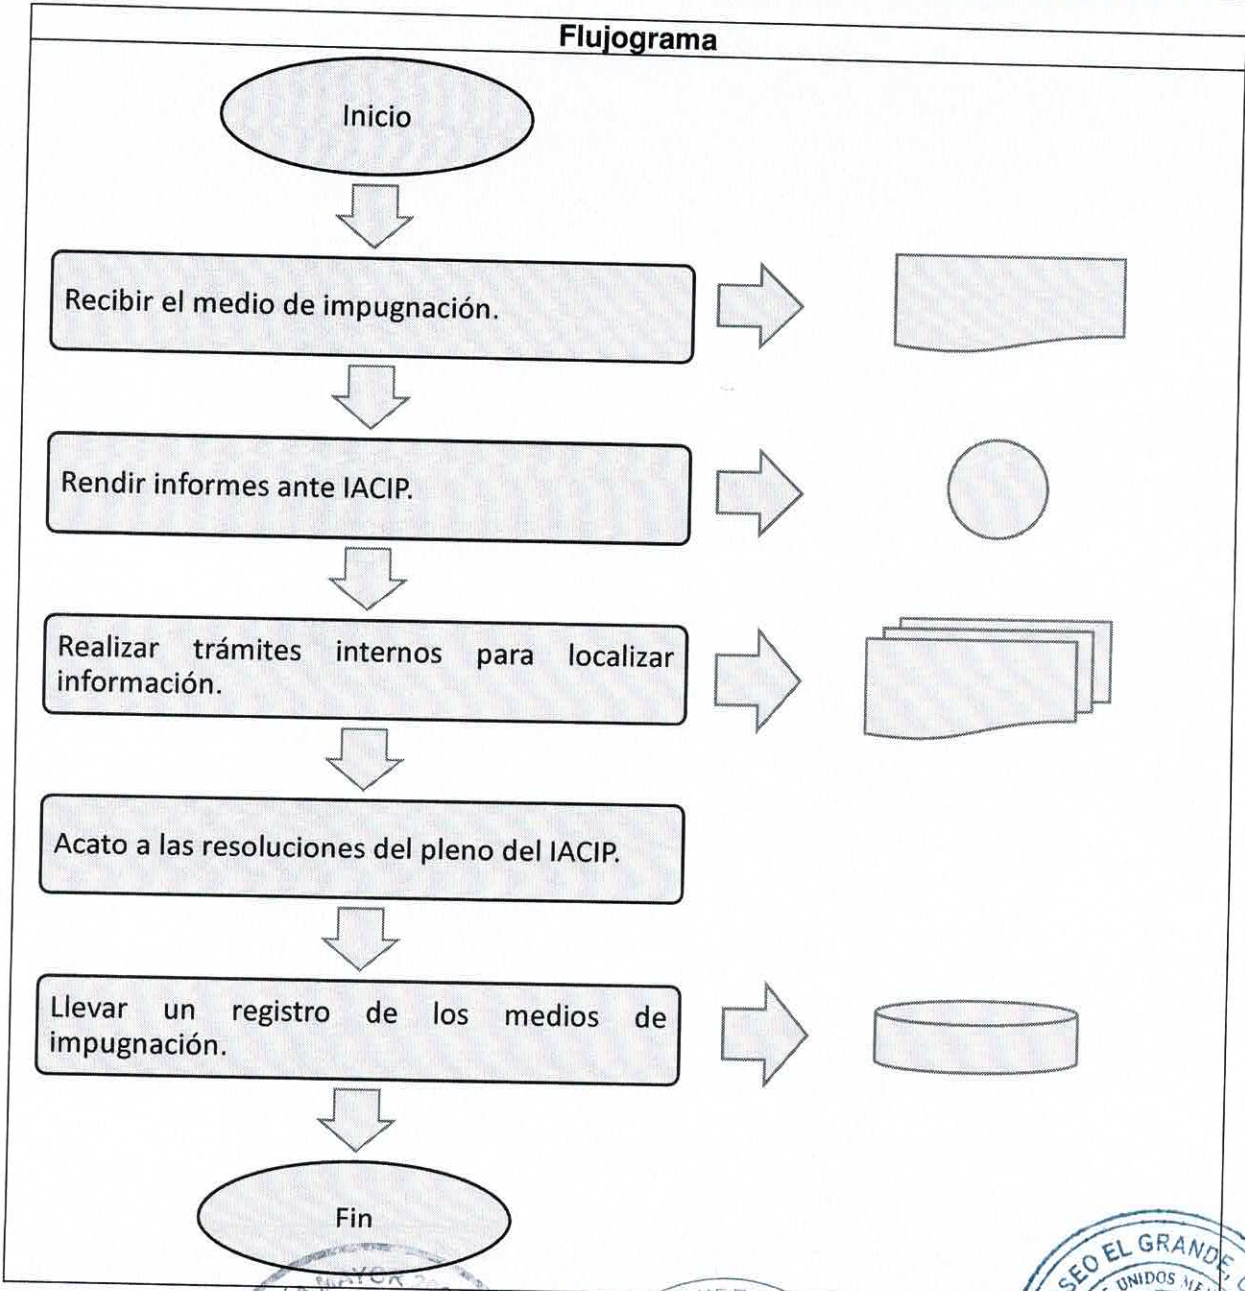 Flujograma
Inicio
Recibir el medio de impugnación.
Rendir informes ante IACIP.
Realizar trámites internos para localizar
información.
Acato a las resoluciones del pleno del IACIP.
Llevar un registro de los medios de
impugnación.
Fin
MAYOR
SEO EL GRANDE,
UNIDOS